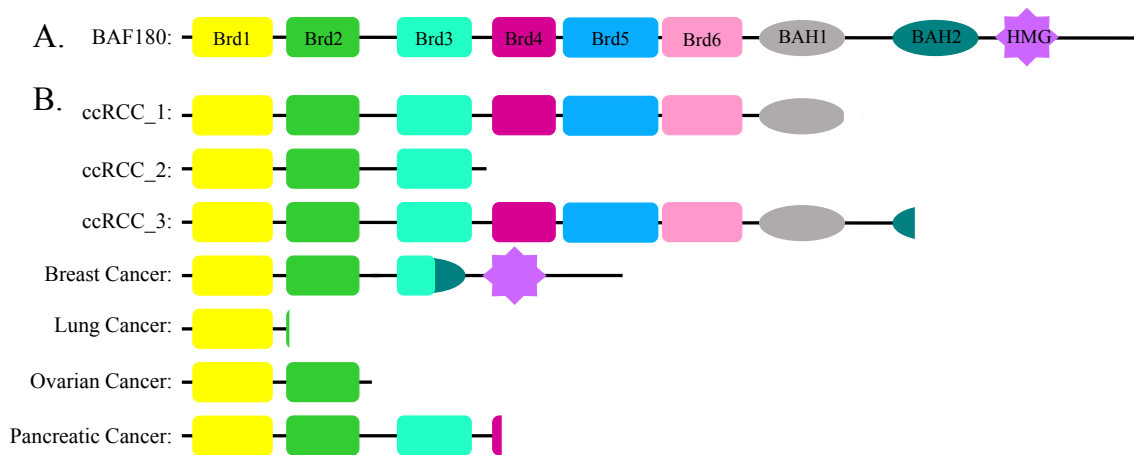 A. BAF180: Brd1 Brd2 Brd3 Brd4 Brd5 Brd6 BAH1 BAH2 HMG
B.
ccRCC_1:
ccRCC_2:
ccRCC_3:
Breast Cancer:
Lung Cancer:
Ovarian Cancer:
Pancreatic Cancer: